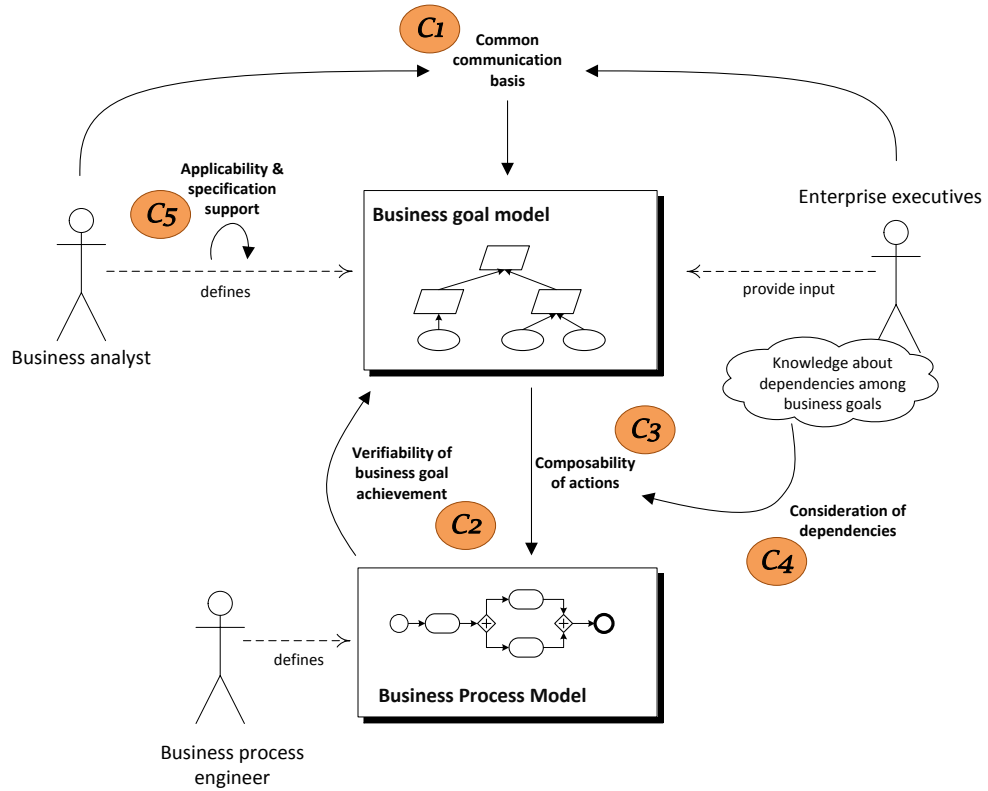 C1
Common
communication
basis
Applicability &
specification
support
C5
Business goal model
Enterprise executives
defines
provide input
Business analyst
Knowledge about
dependencies among
business goals
C3
Verifiability of
business goal
achievement
Composability
of actions
C2
Consideration of
dependencies
C4
defines
Business Process Model
Business process
engineer